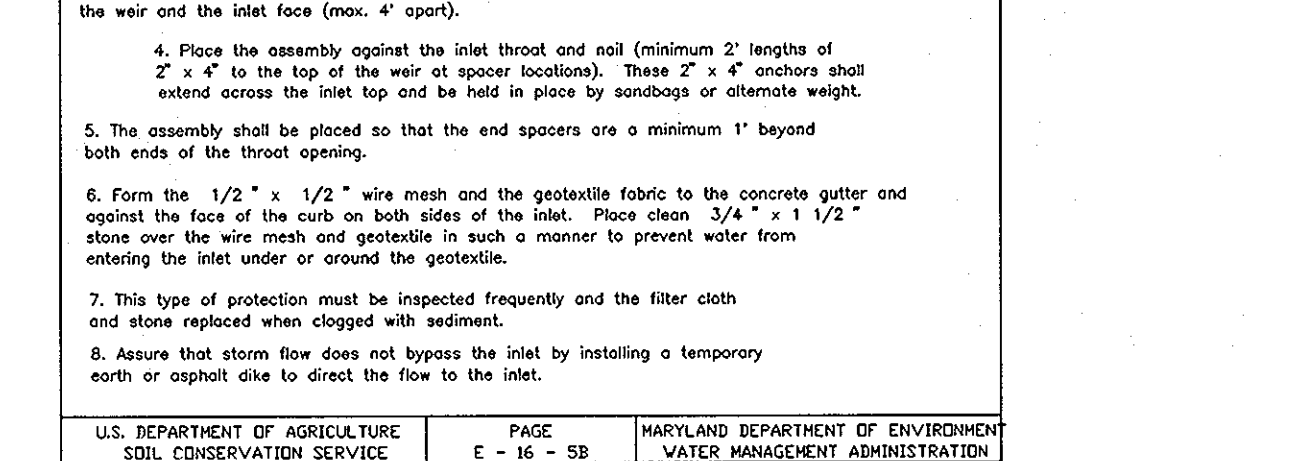 the weir and the inlet face (max. 4' apart).
4. Place the assembly against the inlet throat and nail (minimum 2' lengths of
2" x 4" to the top of the weir at spacer locations). These 2" x 4" anchors shall
extend across the inlet top and be held in place by sandbags or alternate weight.
5. The assembly shall be placed so that the end spacers are a minimum 1' beyond
both ends of the throat opening.
6. Form the 1/2 " x 1/2 " wire mesh and the geotextile fabric to the concrete gutter and
against the face of the curb on both sides of the inlet. Place clean 3/4 " x 1 1/2 "
stone over the wire mesh and geotextile in such a manner to prevent water from
entering the inlet under or around the geotextile.
7. This type of protection must be inspected frequently and the filter cloth
and stone replaced when clogged with sediment.
8. Assure that storm flow does not bypass the inlet by installing a temporary
earth or asphalt dike to direct the flow to the inlet.
U.S. DEPARTMENT OF AGRICULTURE
SOIL CONSERVATION SERVICE
PAGE
E - 16 - 5B
MARYLAND DEPARTMENT OF ENVIRONMENT
WATER MANAGEMENT ADMINISTRATION